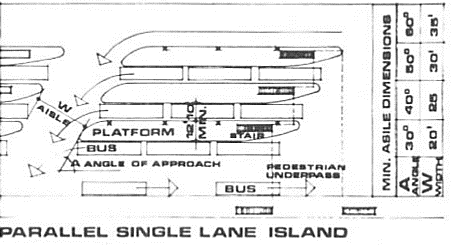 W
AISLE
PLATFORM
12'10"
MIN.
STAIR
BUS
A ANGLE OF APPROACH
PEDESTRIAN
UNDERPASS
BUS
MIN. ASILE DIMENSIONS
A
ANGLE
30° 40° 50° 60°
W
WIDTH
20' 25 30' 35'
PARALLEL SINGLE LANE ISLAND